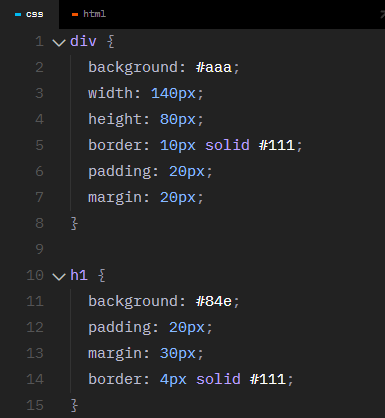 css html
1 div {
2 background: #aaa;
3 width: 140px;
4 height: 80px;
5 border: 10px solid #111;
6 padding: 20px;
7 margin: 20px;
8 }
9
10 h1 {
11 background: #84e;
12 padding: 20px;
13 margin: 30px;
14 border: 4px solid #111;
15 }